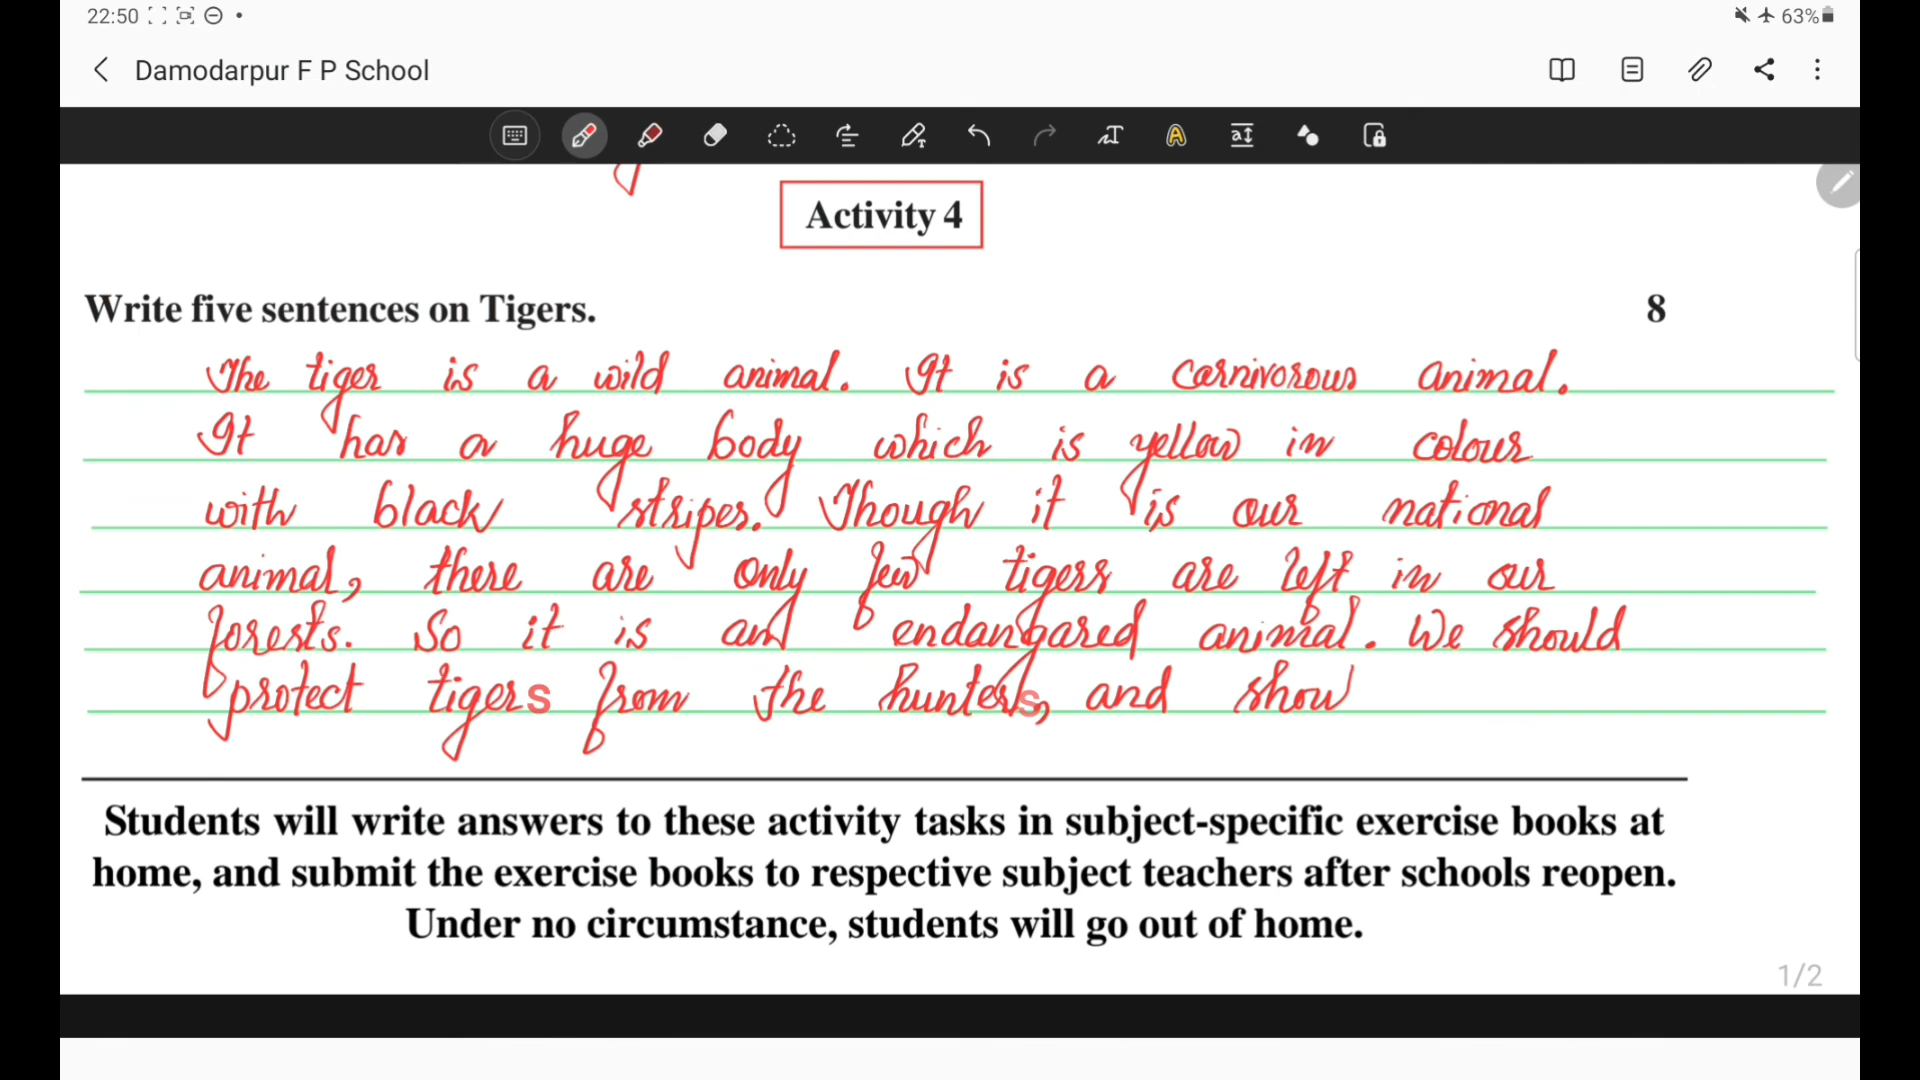 22:50
63%
Damodarpur F P School
Activity 4
Write five sentences on Tigers. 8
The tiger is a wild animal. It is a carnivorous animal.
It has a huge body which is yellow in colour
with black stripes. Though it is our national
animal, there are only few tigers are left in our
forests. So it is an endangared animal. We should
protect tigers from the hunters, and show
Students will write answers to these activity tasks in subject-specific exercise books at
home, and submit the exercise books to respective subject teachers after schools reopen.
Under no circumstance, students will go out of home.
1/2